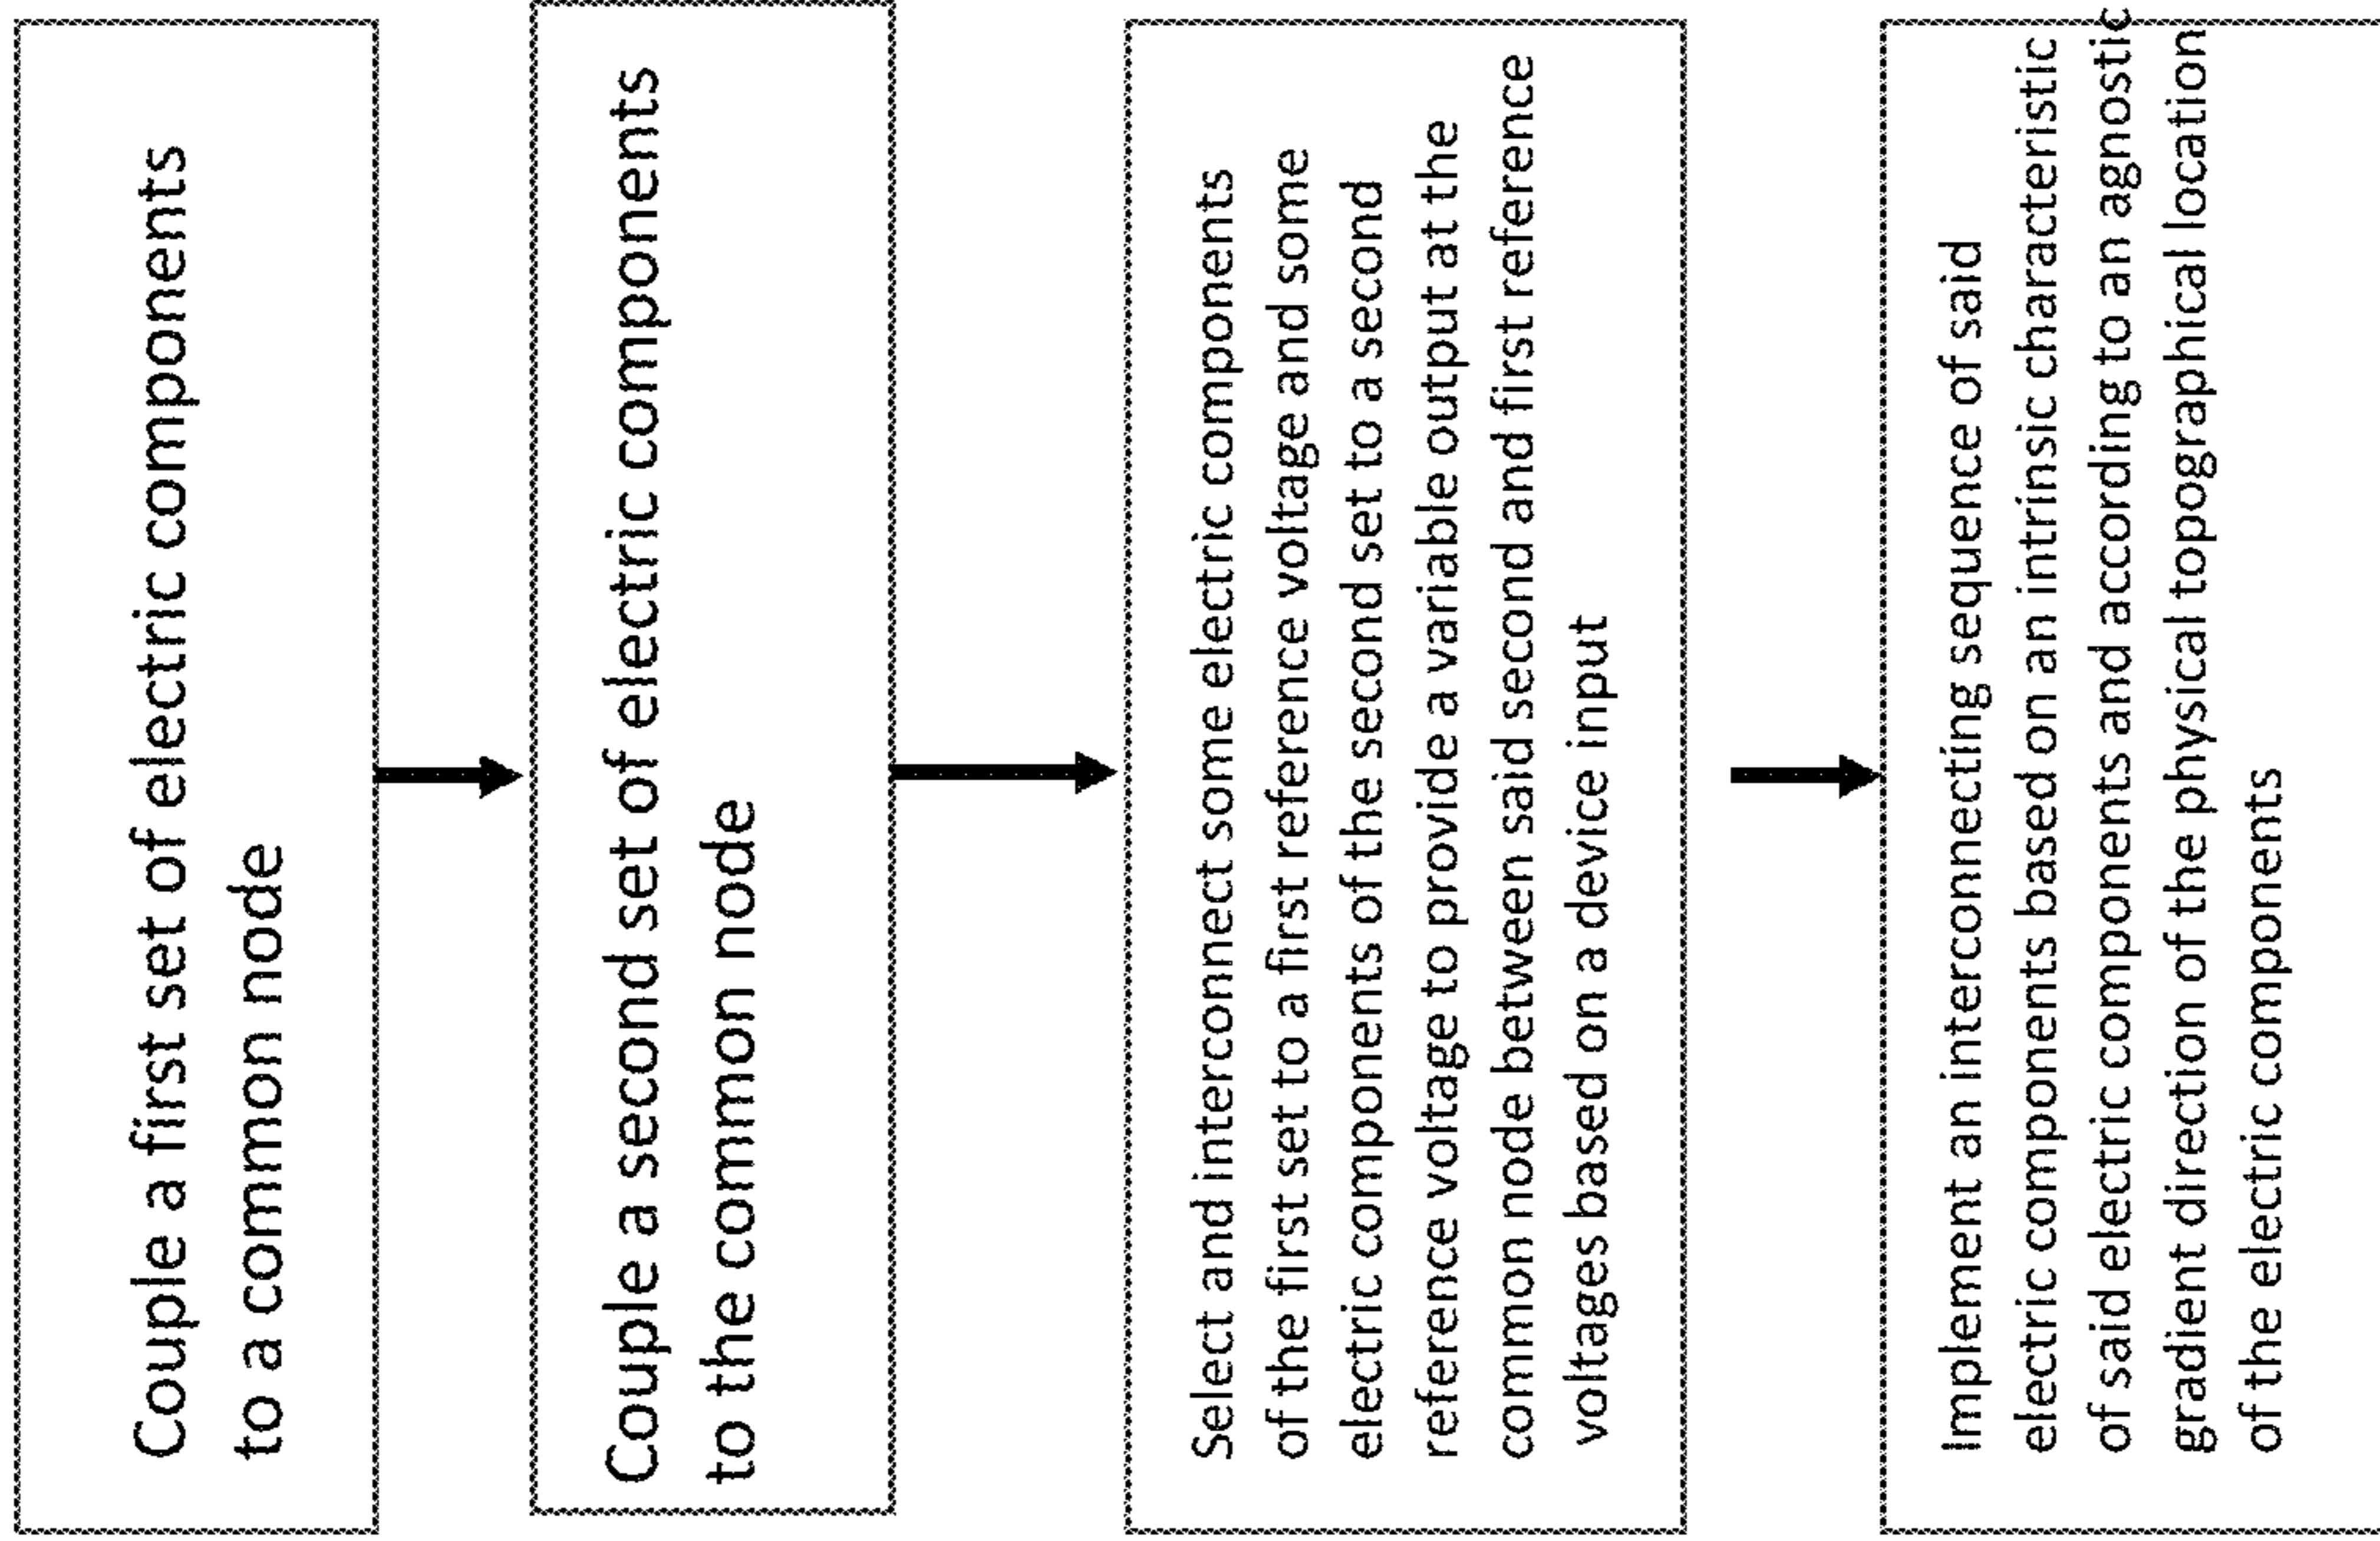 Couple a first set of electric components
to a common node
Couple a second set of electric components
to the common node
Select and interconnect some electric components
of the first set to a first reference voltage and some
electric components of the second set to a second
reference voltage to provide a variable output at the
common node between said second and first reference
voltages based on a device input
Implement an interconnecting sequence of said
electric components based on an intrinsic characteristic
of said electric components and according to an agnostic
gradient direction of the physical topographical location
of the electric components